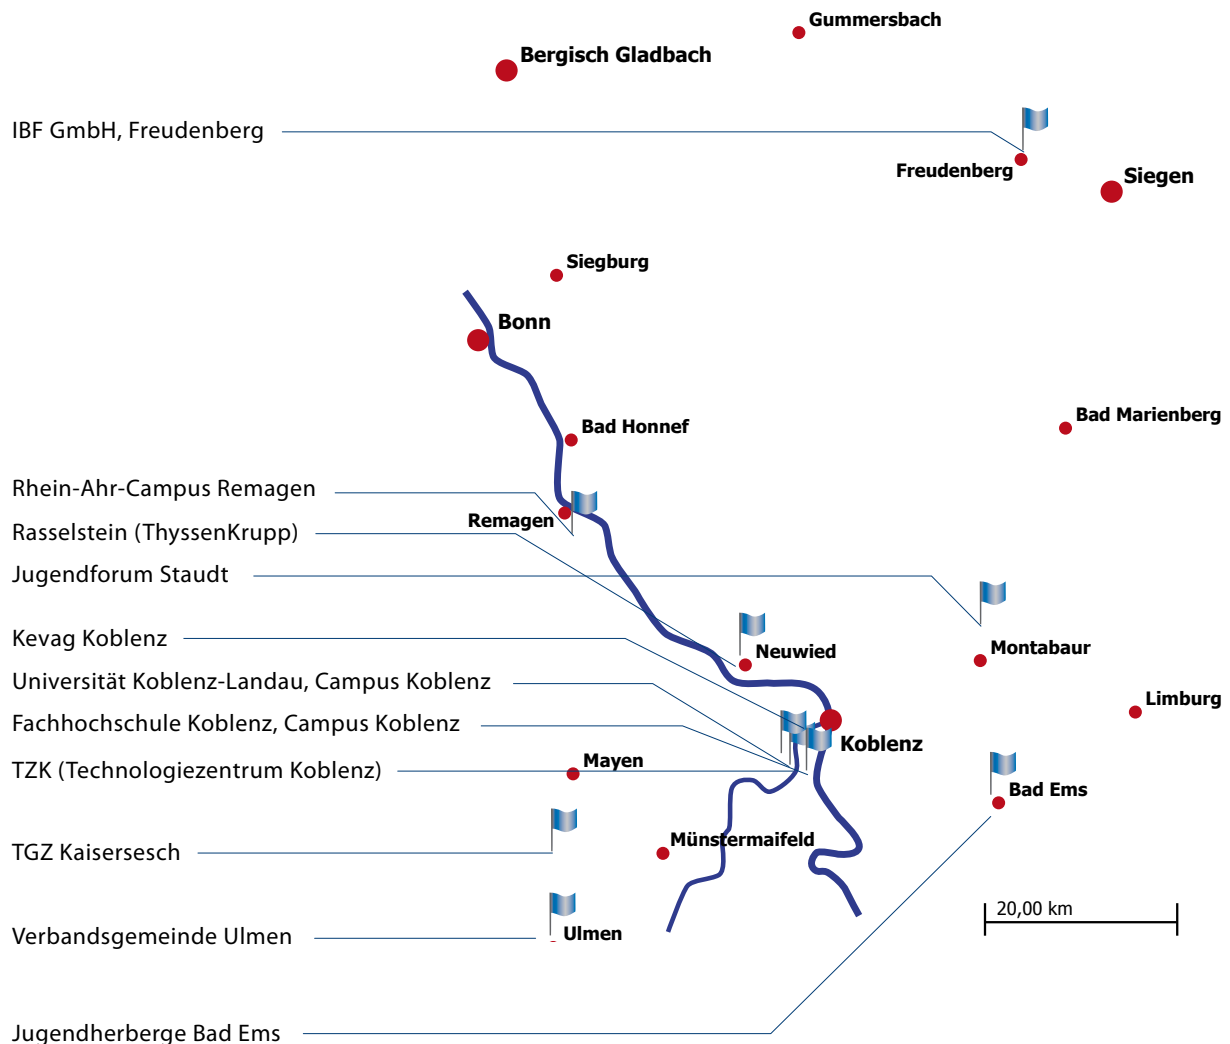 Gummersbach
Bergisch Gladbach
IBF GmbH, Freudenberg
Freudenberg
Siegen
Siegburg
Bonn
Bad Marienberg
Bad Honnef
Rhein-Ahr-Campus Remagen
Remagen
Rasselstein (ThyssenKrupp)
Jugendforum Staudt
Kevag Koblenz
Neuwied
Montabaur
Universität Koblenz-Landau, Campus Koblenz
Limburg
Fachhochschule Koblenz, Campus Koblenz
Koblenz
TZK (Technologiezentrum Koblenz)
Mayen
Bad Ems
Münstermaifeld
TGZ Kaisersesch
20,00 km
Verbandsgemeinde Ulmen
Ulmen
Jugendherberge Bad Ems